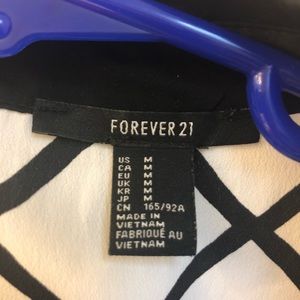 FOREVER 21
US M
CA M
EU M
UK M
KR M
JP M
CN 165/92A
MADE IN
VIETNAM
FABRIQUÉ AU
VIETNAM